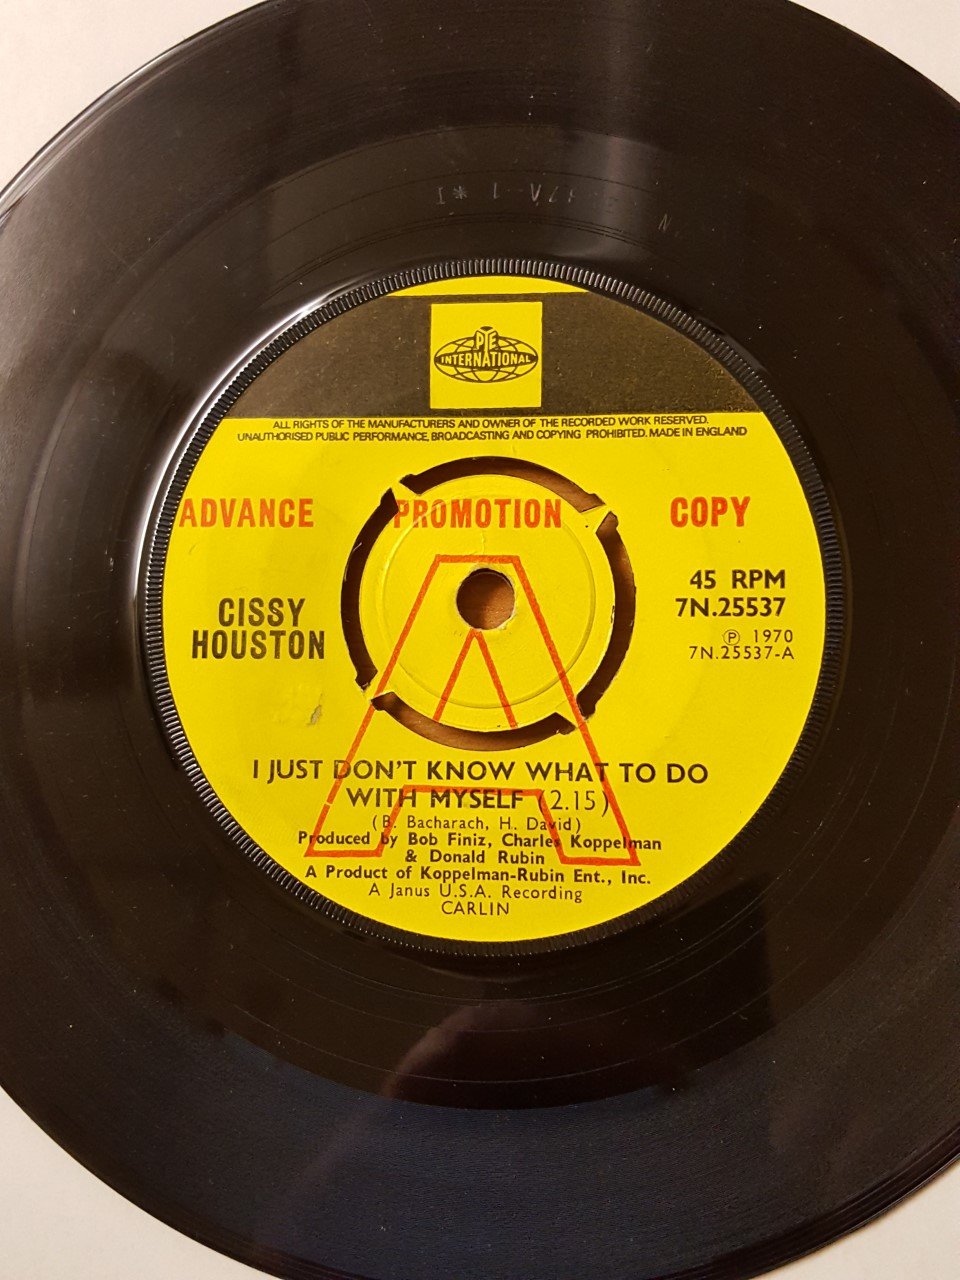 PYE
INTERNATIONAL
ALL RIGHTS OF THE MANUFACTURERS AND OWNER OF THE RECORDED WORK RESERVED.
UNAUTHORISED PUBLIC PERFORMANCE, BROADCASTING AND COPYING PROHIBITED. MADE IN ENGLAND
ADVANCE PROMOTION COPY
A
45 RPM
7N.25537
Ⓟ 1970
7N.25537-A
CISSY
HOUSTON
I JUST DON'T KNOW WHAT TO DO
WITH MYSELF (2.15)
(B. Bacharach, H. David)
Produced by Bob Finiz, Charles Koppelman
& Donald Rubin
A Product of Koppelman-Rubin Ent., Inc.
A Janus U.S.A. Recording
CARLIN